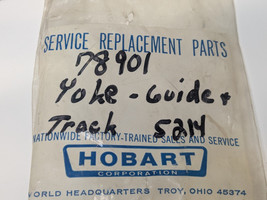 SERVICE REPLACEMENT PARTS
78901
Yoke - Guide +
Track 5214
NATIONWIDE FACTORY-TRAINED SALES AND SERVICE
HOBART
CORPORATION
WORLD HEADQUARTERS TROY, OHIO 45374